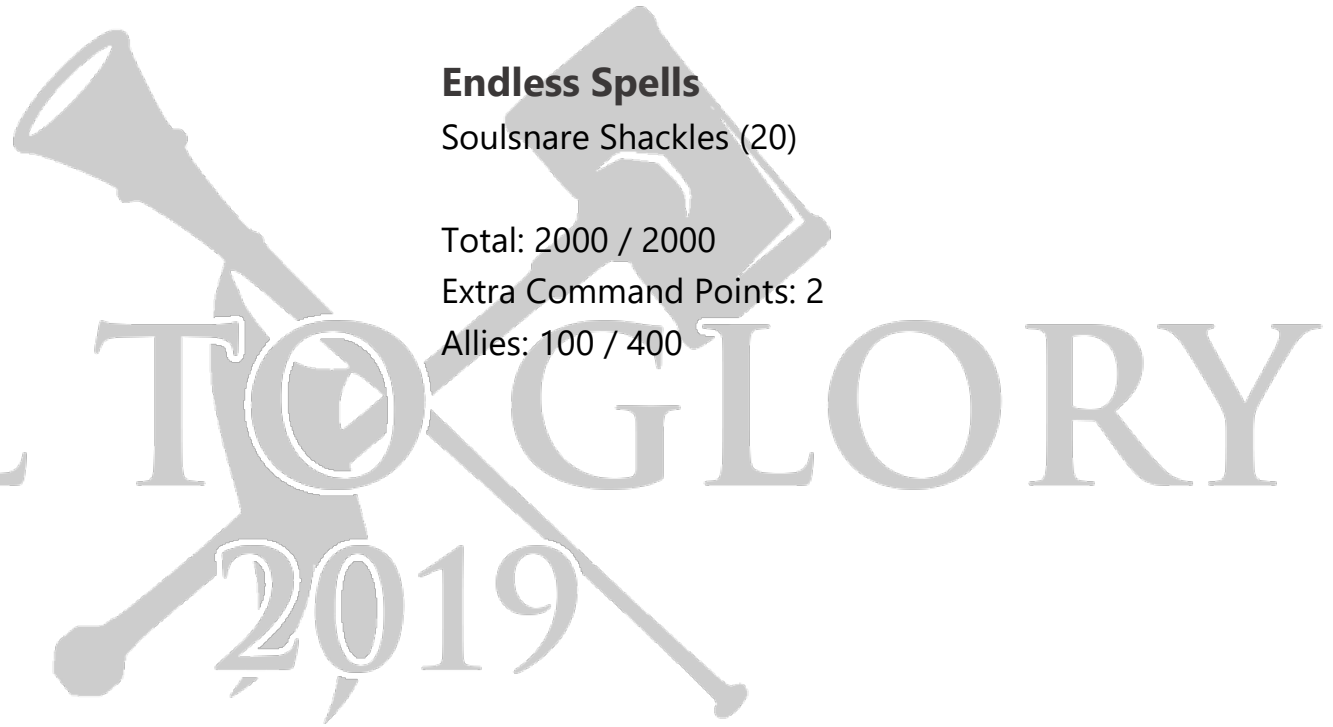 Endless Spells
Soulsnare Shackles (20)
Total: 2000 / 2000
Extra Command Points: 2
Allies: 100 / 400
TO GLORY
2019